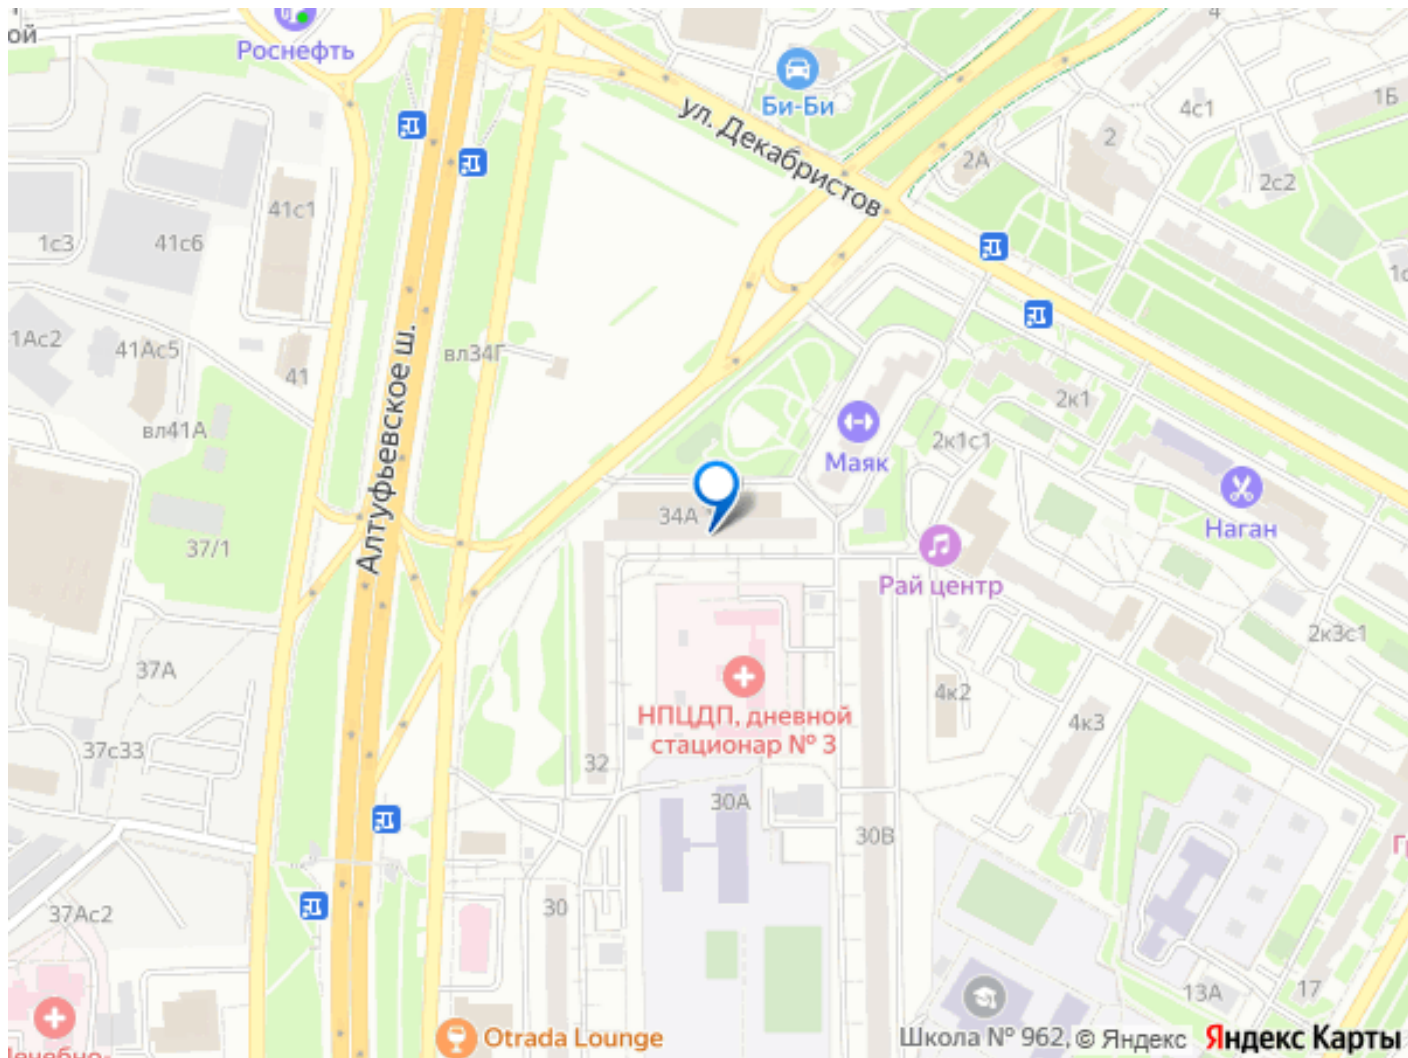 ой
Роснефть
Би-Би
ул. Декабристов
4
4с1
1Б
2
2А
2с2
41с1
1с3
41с6
1Ас2
41Ас5
41
вл34Г
вл41А
Алтуфьевское ш.
2к1
2к1с1
Маяк
Наган
34А
37/1
Рай центр
2к3с1
37А
4к2
4к3
НПЦДП, дневной
стационар № 3
37с33
32
30А
30В
37Ас2
30
13А
17
Otrada Lounge
Школа № 962,
© Яндекс
Яндекс Карты